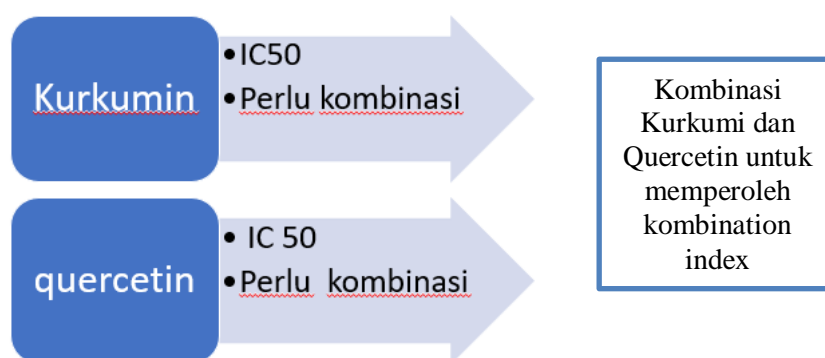 Kurkumin
•IC50
•Perlu kombinasi
quercetin
• IC 50
•Perlu kombinasi
Kombinasi
Kurkumi dan
Quercetin untuk
memperoleh
kombination
index